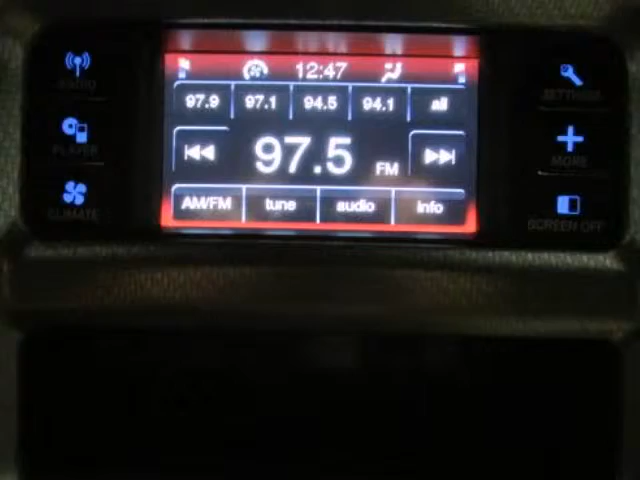 12:47
97.9 97.1 94.5 94.1 all
97.5 FM
AM/FM tune audio info
RADIO
PLAYER
CLIMATE
SETTINGS
MORE
SCREEN OFF